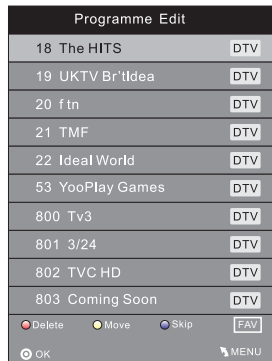 Programme Edit
18 The HITS DTV
19 UKTV Br'tIdea DTV
20 f tn DTV
21 TMF DTV
22 Ideal World DTV
53 YooPlay Games DTV
800 Tv3 DTV
801 3/24 DTV
802 TVC HD DTV
803 Coming Soon DTV
Delete Move Skip FAV
OK MENU